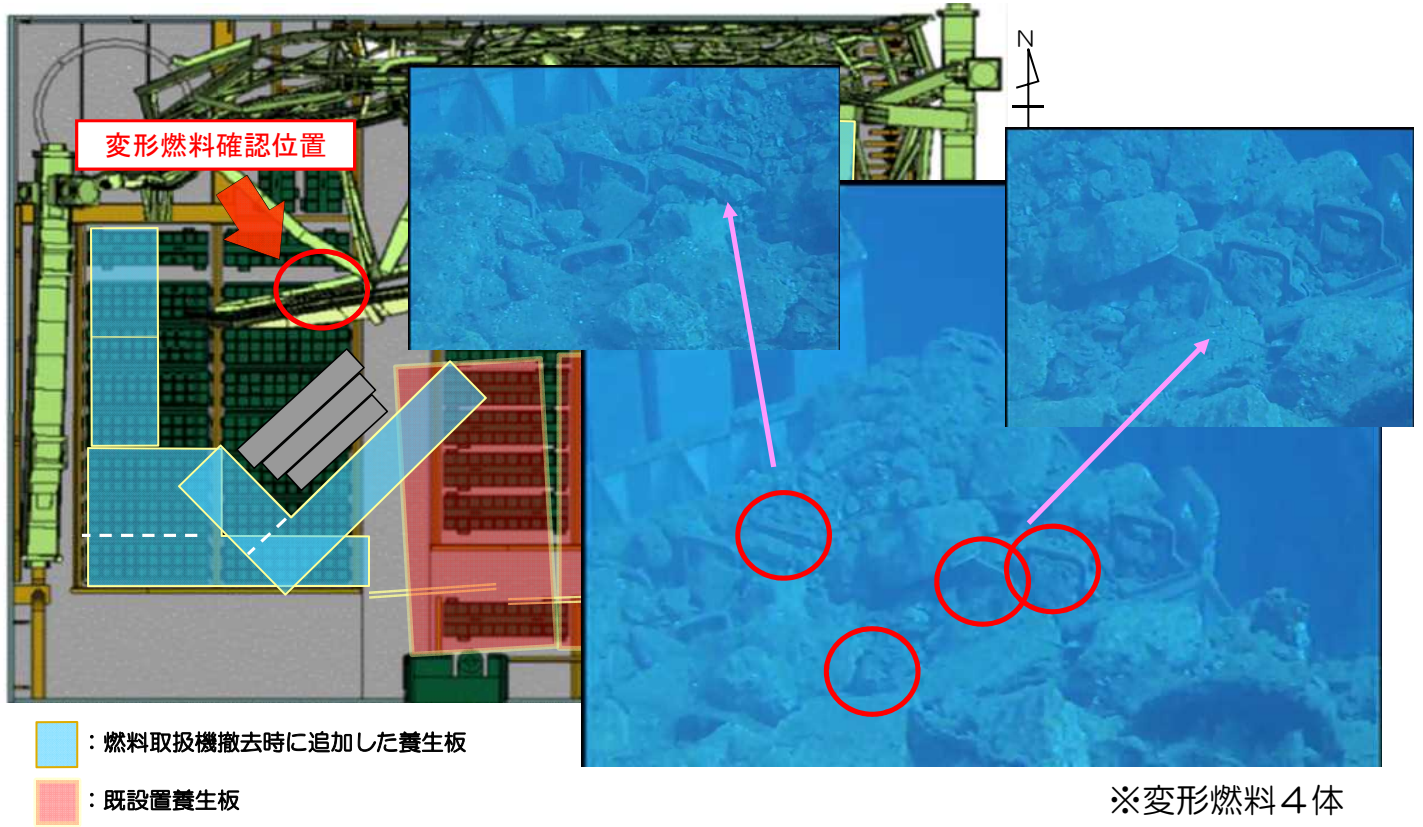 N
変形燃料確認位置
：燃料取扱機撤去時に追加した養生板
：既設置養生板
※変形燃料４体